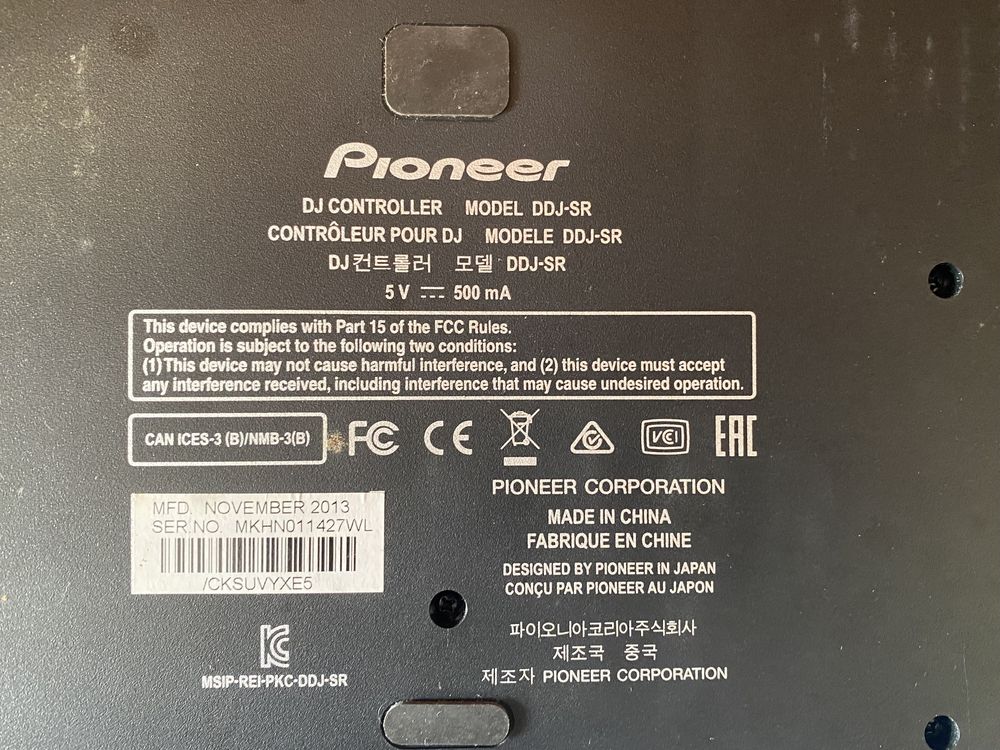 Pioneer
DJ CONTROLLER MODEL DDJ-SR
CONTRÔLEUR POUR DJ MODELE DDJ-SR
DJ컨트롤러 모델 DDJ-SR
5 V ⎓ 500 mA
This device complies with Part 15 of the FCC Rules.
Operation is subject to the following two conditions:
(1) This device may not cause harmful interference, and (2) this device must accept
any interference received, including interference that may cause undesired operation.
CAN ICES-3 (B)/NMB-3(B)
FC CE VCI EAC
MFD. NOVEMBER 2013
SER.NO. MKHN011427WL
/CKSUVYXE5
PIONEER CORPORATION
MADE IN CHINA
FABRIQUE EN CHINE
DESIGNED BY PIONEER IN JAPAN
CONÇU PAR PIONEER AU JAPON
파이오니아코리아주식회사
제조국 중국
제조자 PIONEER CORPORATION
MSIP-REI-PKC-DDJ-SR